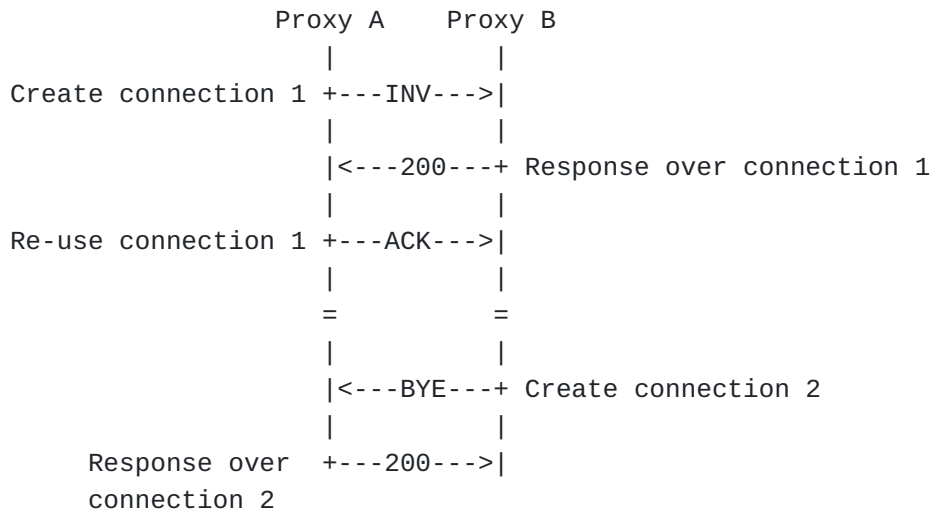 Proxy A    Proxy B
                    |          |
Create connection 1 +---INV--->|
                    |          |
                    |<---200---+ Response over connection 1
                    |          |
Re-use connection 1 +---ACK--->|
                    |          |
                    =          =
                    |          |
                    |<---BYE---+ Create connection 2
                    |          |
     Response over  +---200--->|
     connection 2